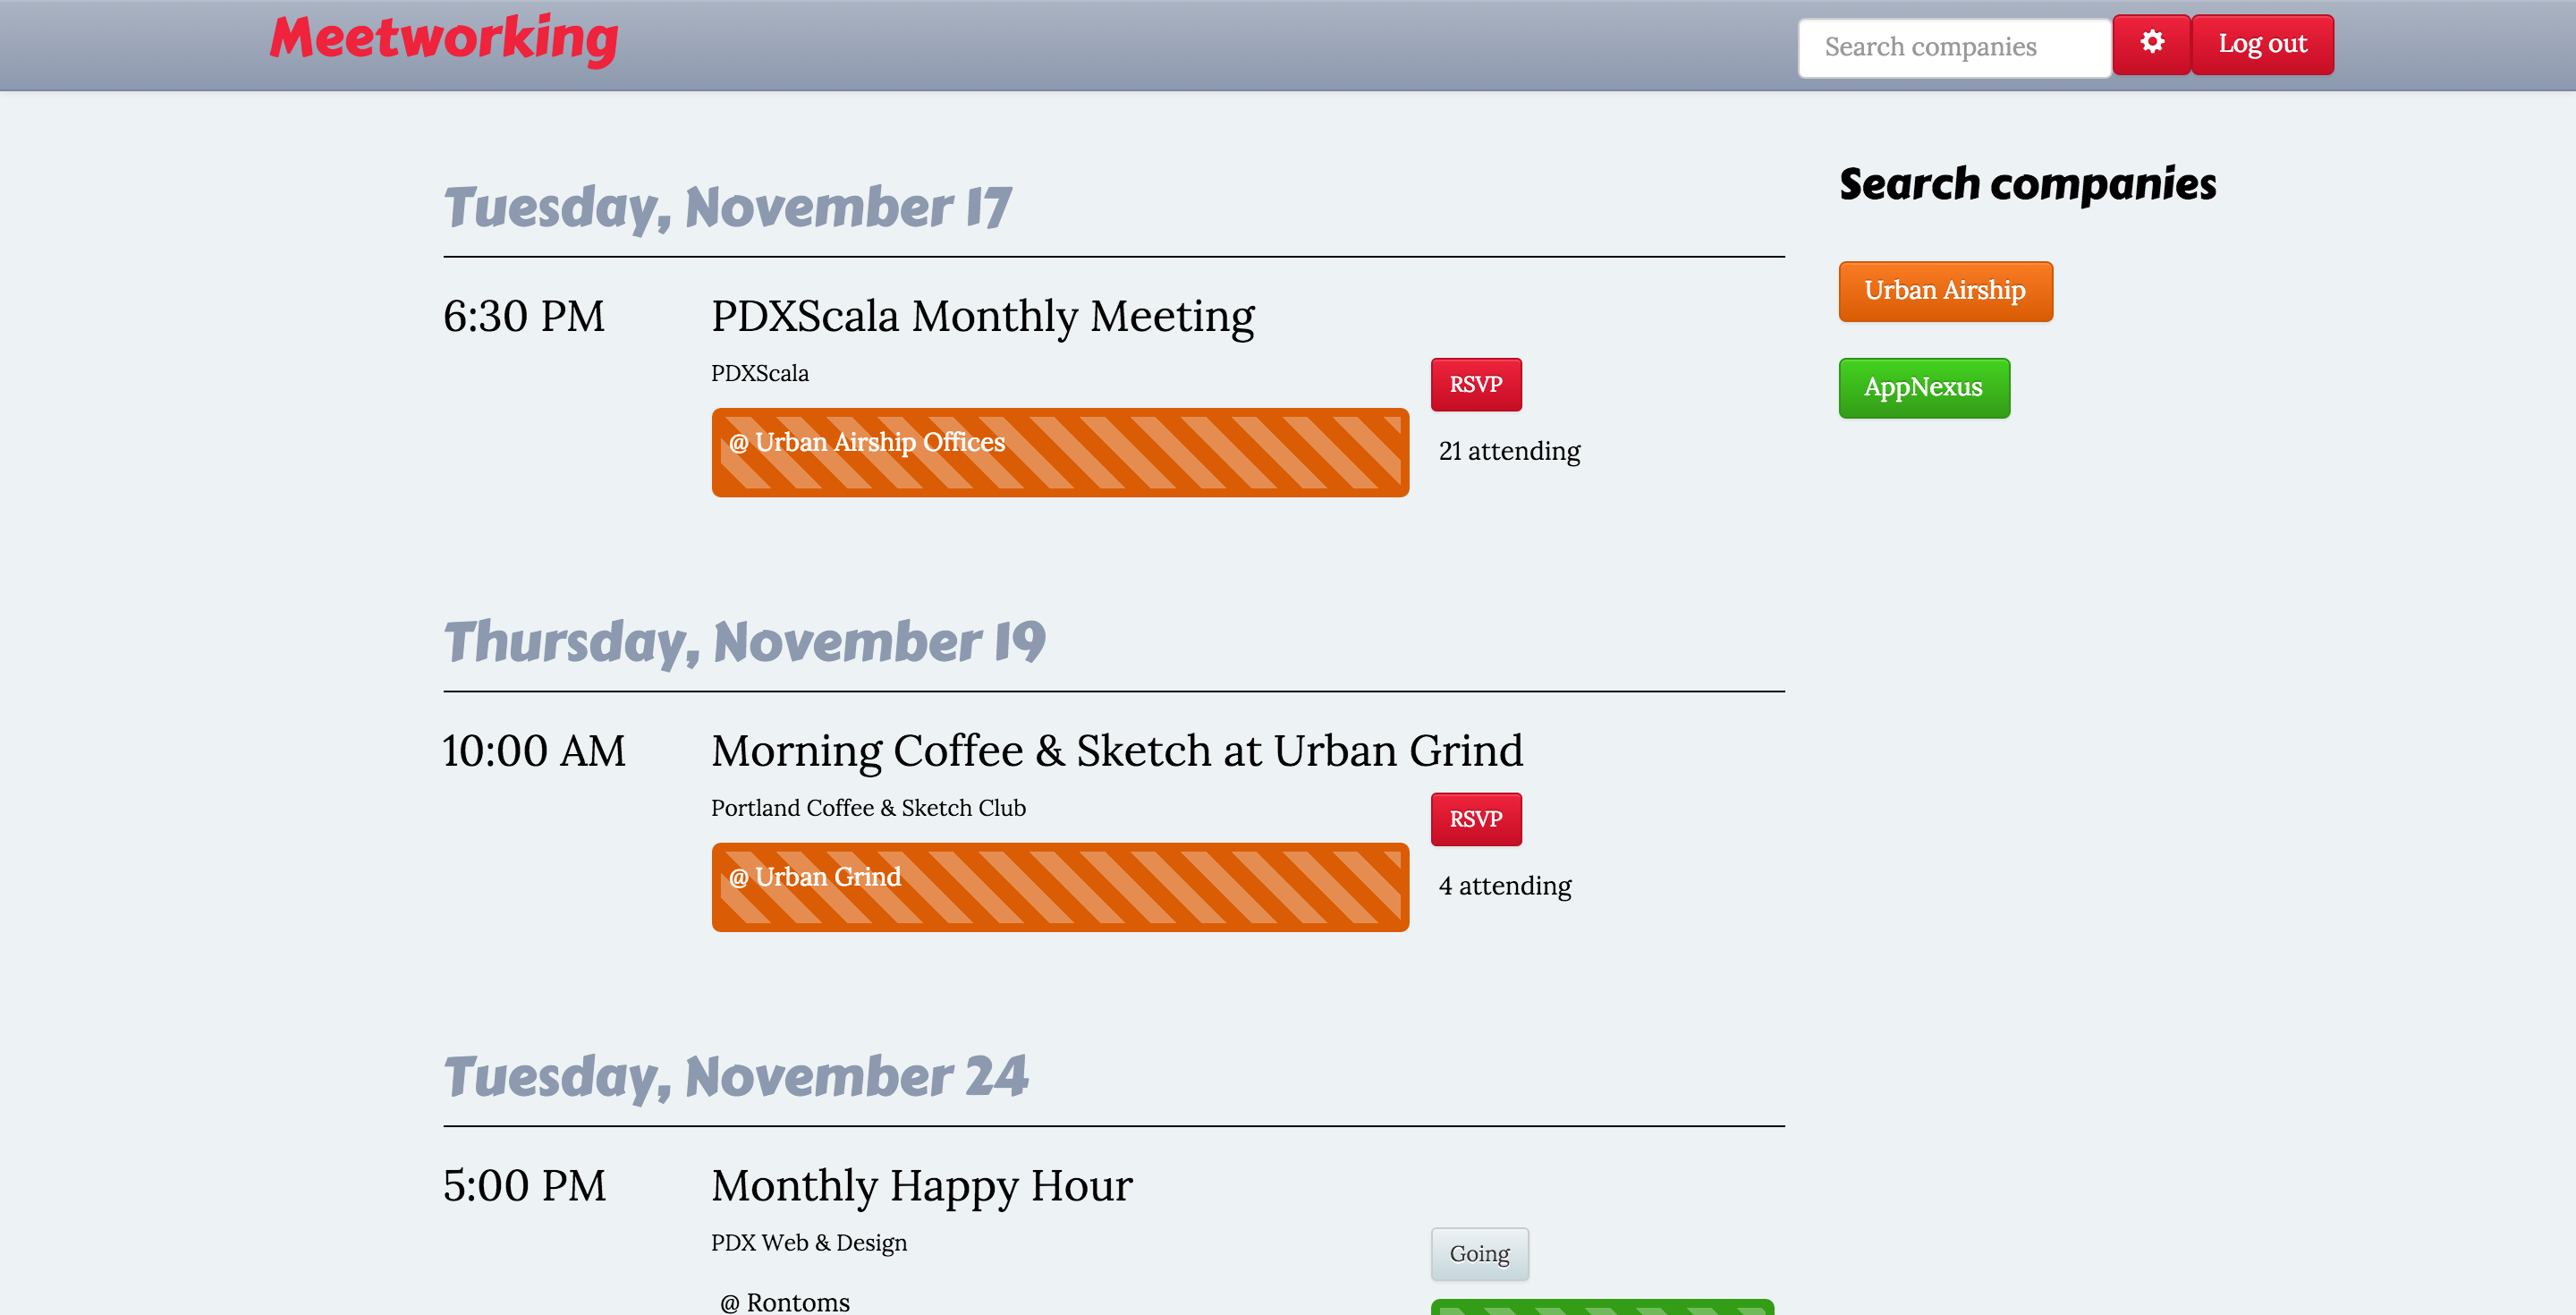 Meetworking
Search companies
Log out
Search companies
Urban Airship
AppNexus
Tuesday, November 17
6:30 PM
PDXScala Monthly Meeting
PDXScala
RSVP
@ Urban Airship Offices
21 attending
Thursday, November 19
10:00 AM
Morning Coffee & Sketch at Urban Grind
Portland Coffee & Sketch Club
RSVP
@ Urban Grind
4 attending
Tuesday, November 24
5:00 PM
Monthly Happy Hour
PDX Web & Design
Going
@ Rontoms